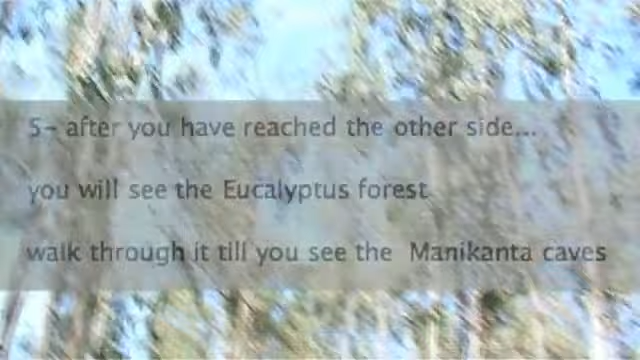 5- after you have reached the other side...
you will see the Eucalyptus forest
walk through it till you see the Manikanta caves